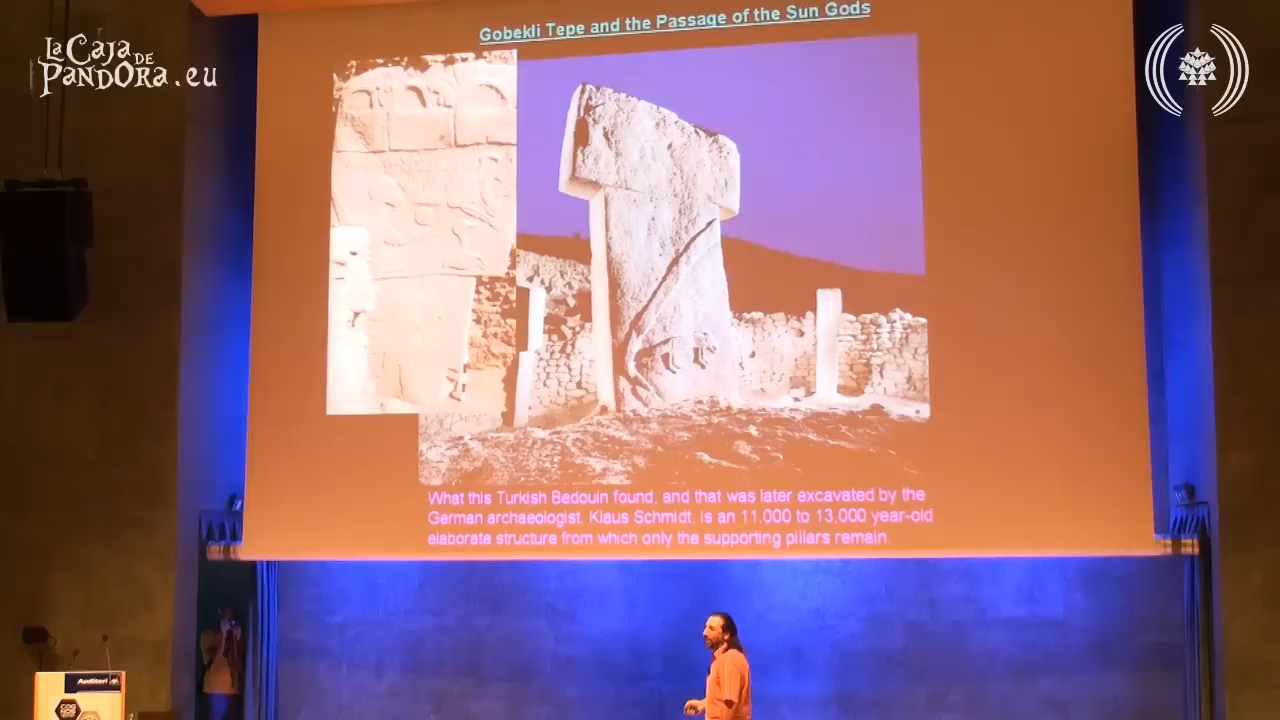 La Caja
DE
PANDORA.eu
Gobekli Tepe and the Passage of the Sun Gods
What this Turkish Bedouin found, and that was later excavated by the
German archaeologist, Klaus Schmidt, is an 11,000 to 13,000 year-old
elaborate structure from which only the supporting pillars remain.
Auditori